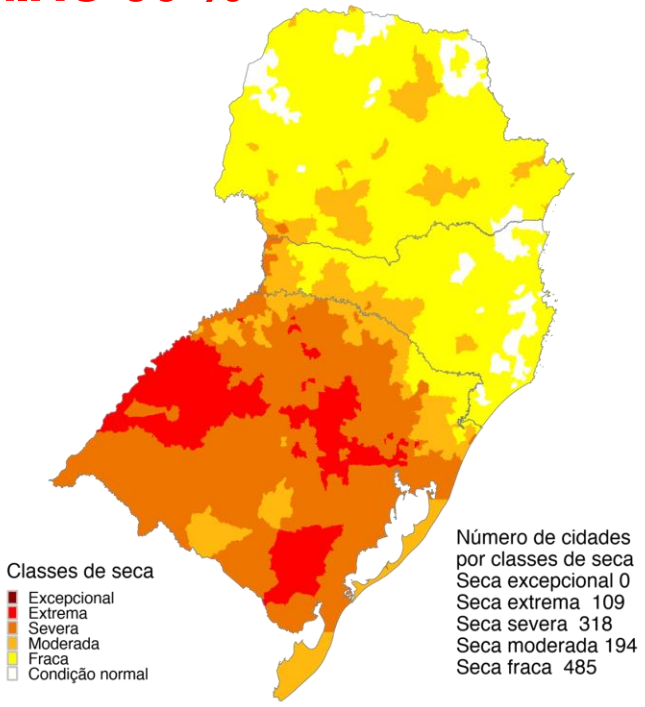 Classes de seca
Excepcional
Extrema
Severa
Moderada
Fraca
Condição normal
Número de cidades
por classes de seca
Seca excepcional 0
Seca extrema 109
Seca severa 318
Seca moderada 194
Seca fraca 485